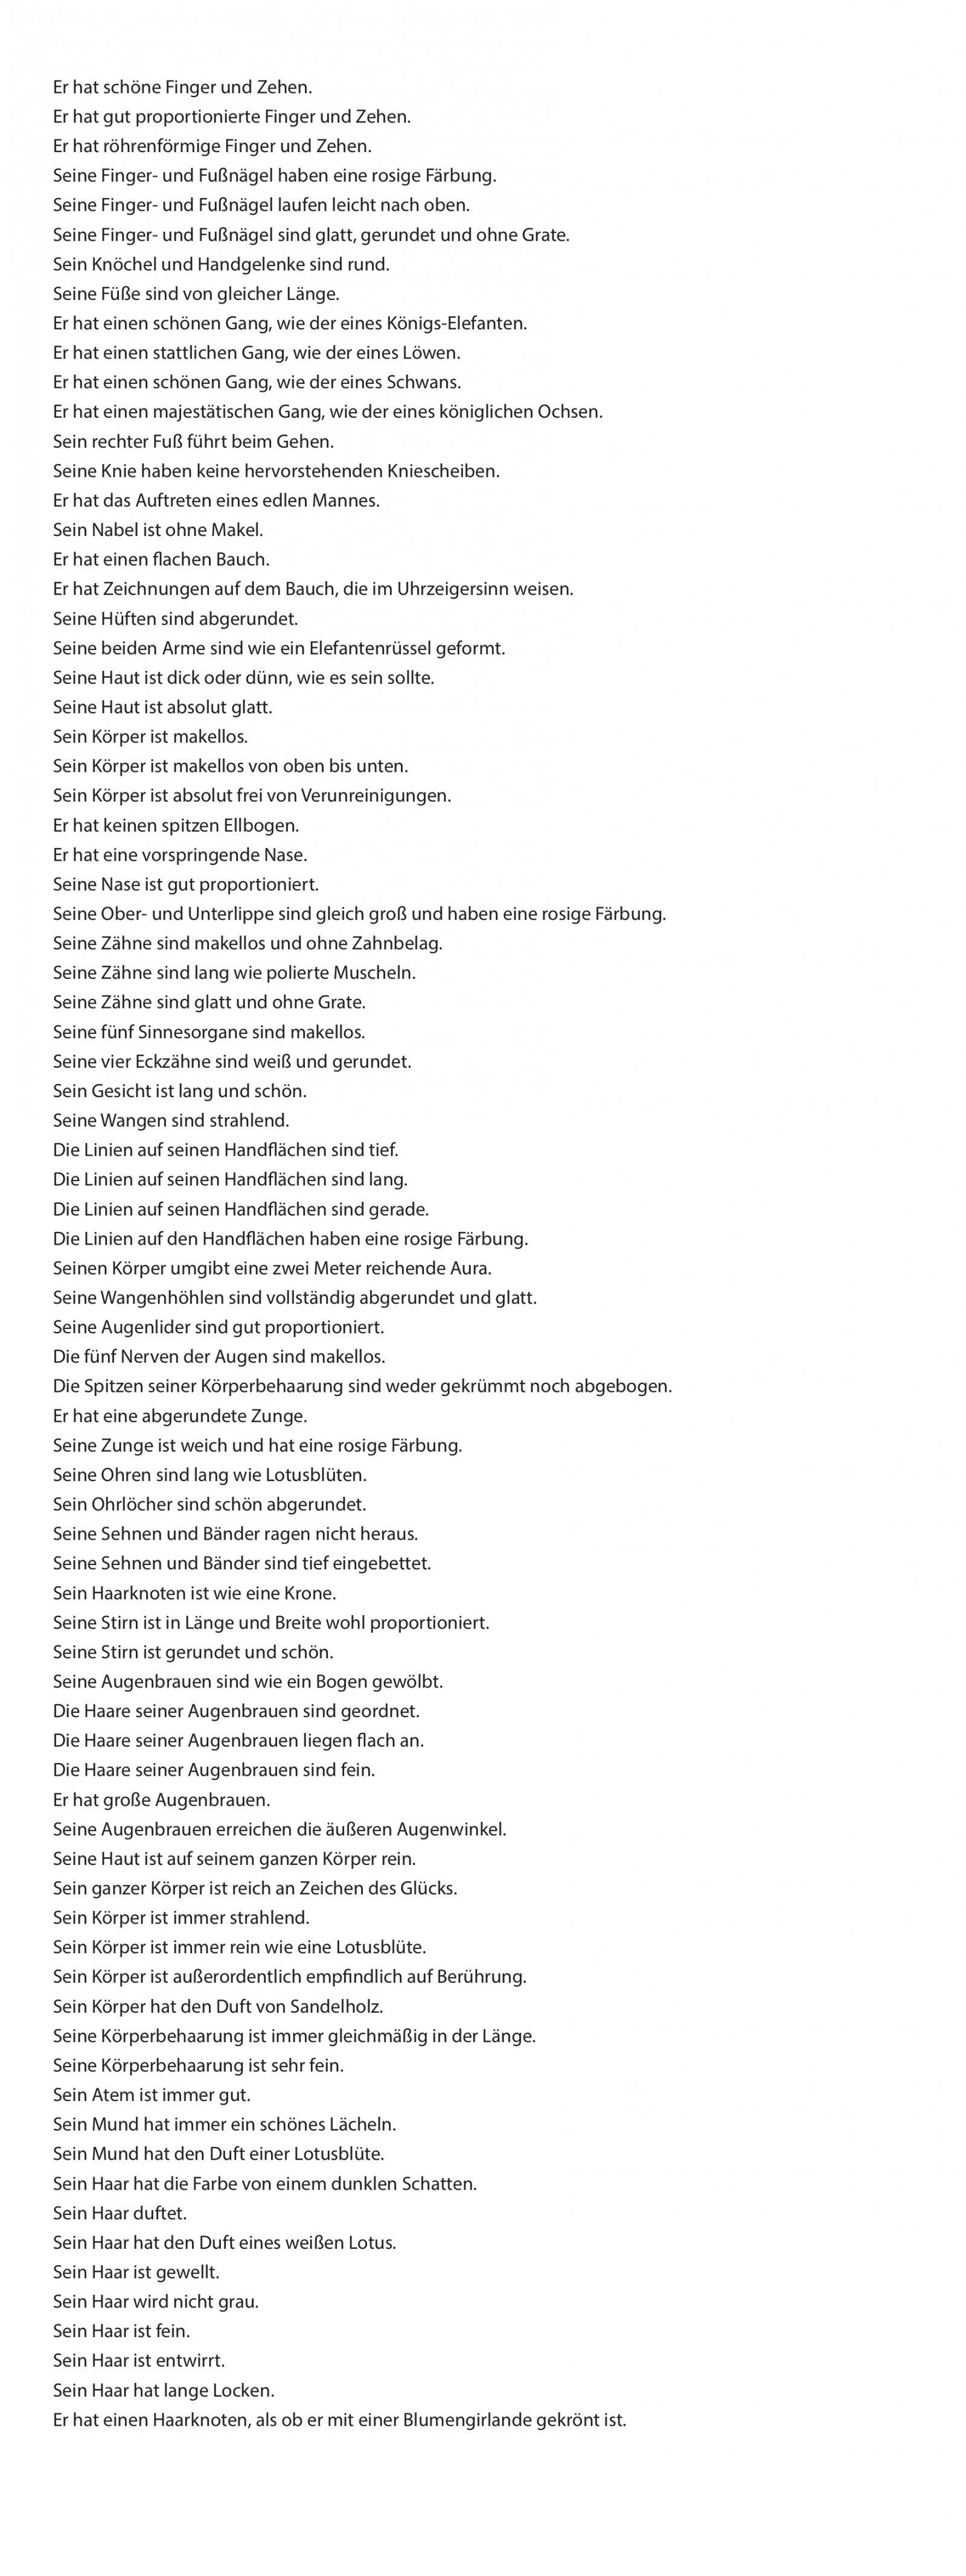 Er hat schöne Finger und Zehen.
Er hat gut proportionierte Finger und Zehen.
Er hat röhrenförmige Finger und Zehen.
Seine Finger- und Fußnägel haben eine rosige Färbung.
Seine Finger- und Fußnägel laufen leicht nach oben.
Seine Finger- und Fußnägel sind glatt, gerundet und ohne Grate.
Sein Knöchel und Handgelenke sind rund.
Seine Füße sind von gleicher Länge.
Er hat einen schönen Gang, wie der eines Königs-Elefanten.
Er hat einen stattlichen Gang, wie der eines Löwen.
Er hat einen schönen Gang, wie der eines Schwans.
Er hat einen majestätischen Gang, wie der eines königlichen Ochsen.
Sein rechter Fuß führt beim Gehen.
Seine Knie haben keine hervorstehenden Kniescheiben.
Er hat das Auftreten eines edlen Mannes.
Sein Nabel ist ohne Makel.
Er hat einen flachen Bauch.
Er hat Zeichnungen auf dem Bauch, die im Uhrzeigersinn weisen.
Seine Hüften sind abgerundet.
Seine beiden Arme sind wie ein Elefantenrüssel geformt.
Seine Haut ist dick oder dünn, wie es sein sollte.
Seine Haut ist absolut glatt.
Sein Körper ist makellos.
Sein Körper ist makellos von oben bis unten.
Sein Körper ist absolut frei von Verunreinigungen.
Er hat keinen spitzen Ellbogen.
Er hat eine vorspringende Nase.
Seine Nase ist gut proportioniert.
Seine Ober- und Unterlippe sind gleich groß und haben eine rosige Färbung.
Seine Zähne sind makellos und ohne Zahnbelag.
Seine Zähne sind lang wie polierte Muscheln.
Seine Zähne sind glatt und ohne Grate.
Seine fünf Sinnesorgane sind makellos.
Seine vier Eckzähne sind weiß und gerundet.
Sein Gesicht ist lang und schön.
Seine Wangen sind strahlend.
Die Linien auf seinen Handflächen sind tief.
Die Linien auf seinen Handflächen sind lang.
Die Linien auf seinen Handflächen sind gerade.
Die Linien auf den Handflächen haben eine rosige Färbung.
Seinen Körper umgibt eine zwei Meter reichende Aura.
Seine Wangenhöhlen sind vollständig abgerundet und glatt.
Seine Augenlider sind gut proportioniert.
Die fünf Nerven der Augen sind makellos.
Die Spitzen seiner Körperbehaarung sind weder gekrümmt noch abgebogen.
Er hat eine abgerundete Zunge.
Seine Zunge ist weich und hat eine rosige Färbung.
Seine Ohren sind lang wie Lotusblüten.
Sein Ohrlöcher sind schön abgerundet.
Seine Sehnen und Bänder ragen nicht heraus.
Seine Sehnen und Bänder sind tief eingebettet.
Sein Haarknoten ist wie eine Krone.
Seine Stirn ist in Länge und Breite wohl proportioniert.
Seine Stirn ist gerundet und schön.
Seine Augenbrauen sind wie ein Bogen gewölbt.
Die Haare seiner Augenbrauen sind geordnet.
Die Haare seiner Augenbrauen liegen flach an.
Die Haare seiner Augenbrauen sind fein.
Er hat große Augenbrauen.
Seine Augenbrauen erreichen die äußeren Augenwinkel.
Seine Haut ist auf seinem ganzen Körper rein.
Sein ganzer Körper ist reich an Zeichen des Glücks.
Sein Körper ist immer strahlend.
Sein Körper ist immer rein wie eine Lotusblüte.
Sein Körper ist außerordentlich empfindlich auf Berührung.
Sein Körper hat den Duft von Sandelholz.
Seine Körperbehaarung ist immer gleichmäßig in der Länge.
Seine Körperbehaarung ist sehr fein.
Sein Atem ist immer gut.
Sein Mund hat immer ein schönes Lächeln.
Sein Mund hat den Duft einer Lotusblüte.
Sein Haar hat die Farbe von einem dunklen Schatten.
Sein Haar duftet.
Sein Haar hat den Duft eines weißen Lotus.
Sein Haar ist gewellt.
Sein Haar wird nicht grau.
Sein Haar ist fein.
Sein Haar ist entwirrt.
Sein Haar hat lange Locken.
Er hat einen Haarknoten, als ob er mit einer Blumengirlande gekrönt ist.